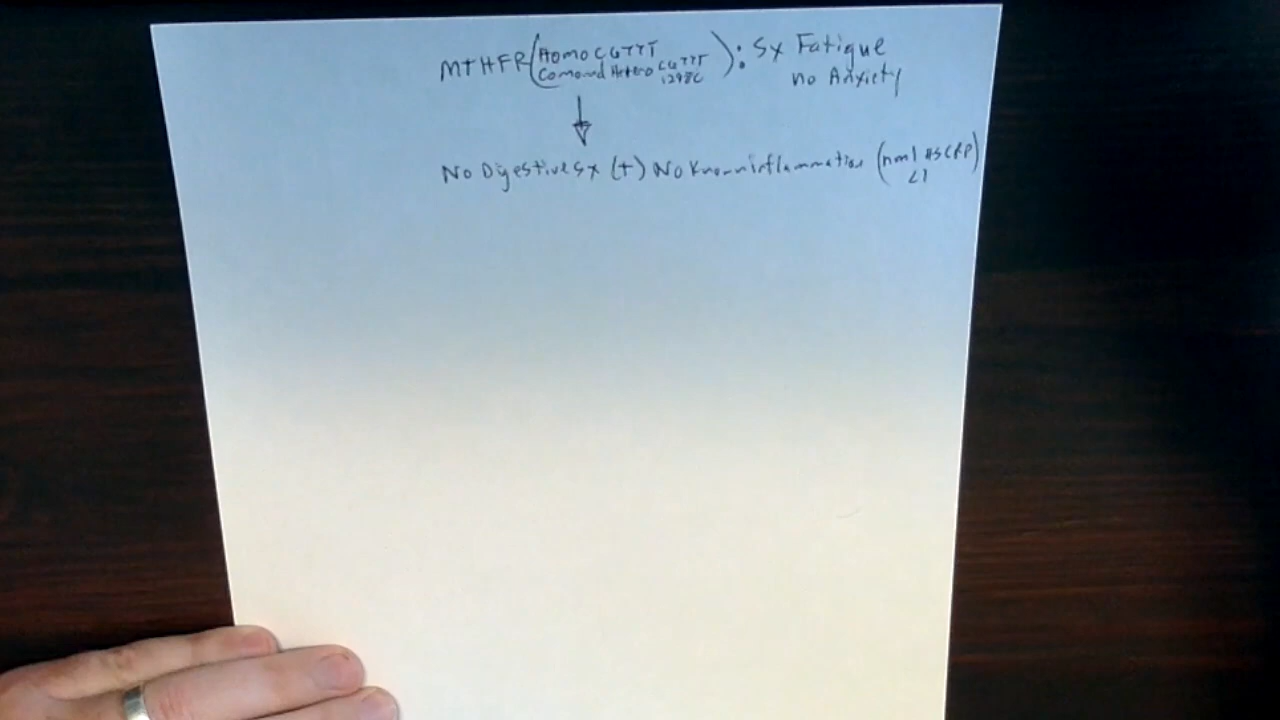 MTHFR (Homo C677T ) : Sx Fatigue
Comound Hetero C677T no Anxiety
1298C
No Digestive Sx (+) No Known inflammation (nml HSCRP)
<1